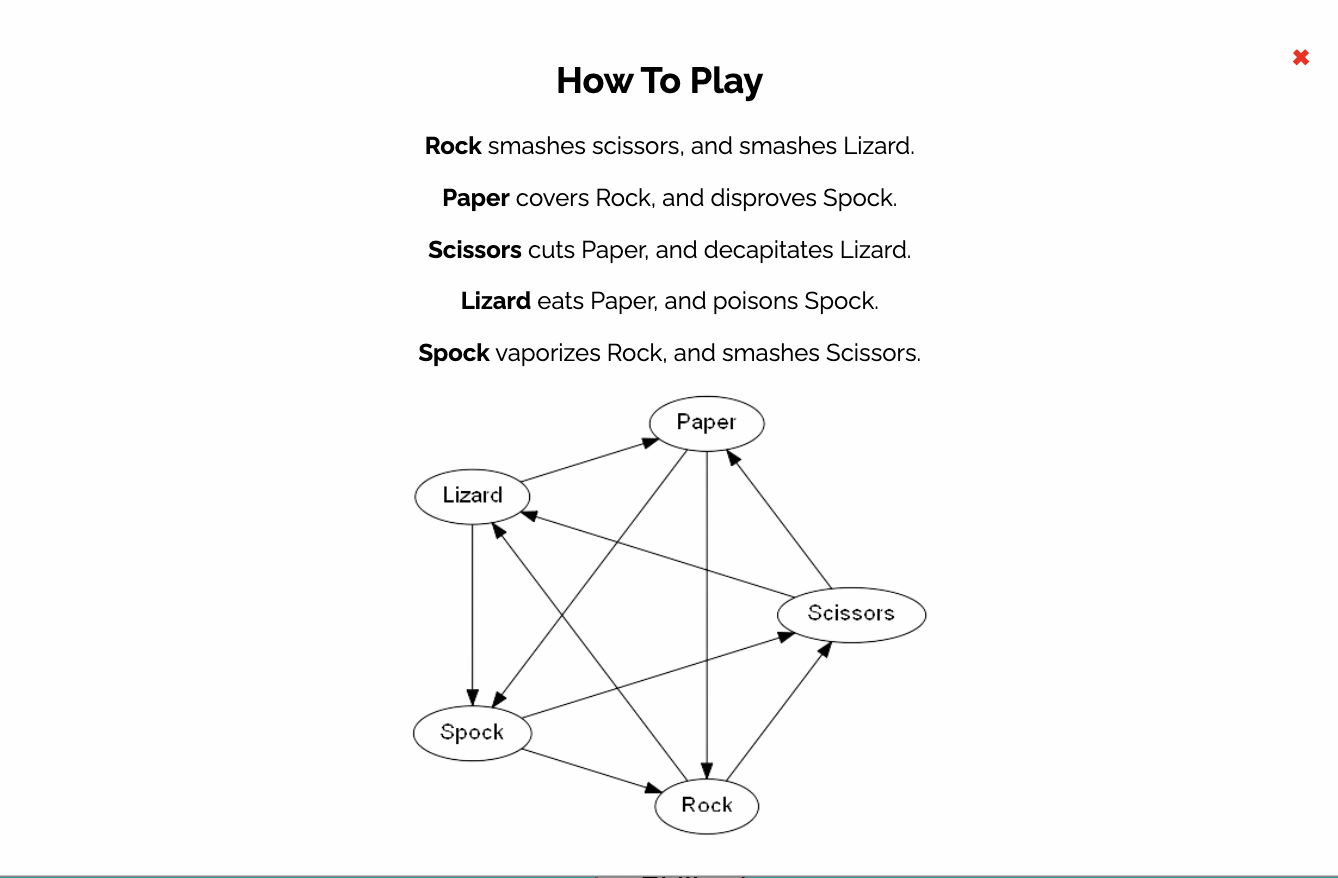 How To Play
Rock smashes scissors, and smashes Lizard.
Paper covers Rock, and disproves Spock.
Scissors cuts Paper, and decapitates Lizard.
Lizard eats Paper, and poisons Spock.
Spock vaporizes Rock, and smashes Scissors.
Paper
Lizard
Scissors
Spock
Rock